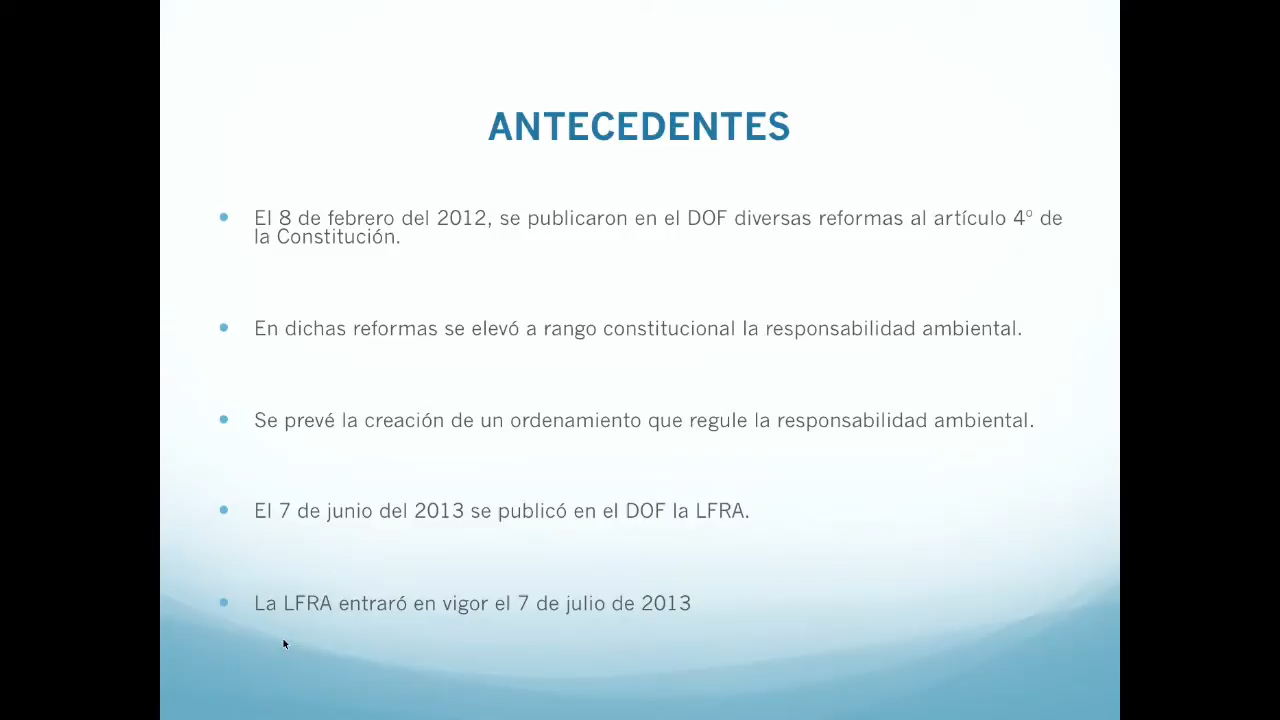 ANTECEDENTES
• El 8 de febrero del 2012, se publicaron en el DOF diversas reformas al artículo 4º de
la Constitución.
• En dichas reformas se elevó a rango constitucional la responsabilidad ambiental.
• Se prevé la creación de un ordenamiento que regule la responsabilidad ambiental.
• El 7 de junio del 2013 se publicó en el DOF la LFRA.
• La LFRA entraró en vigor el 7 de julio de 2013